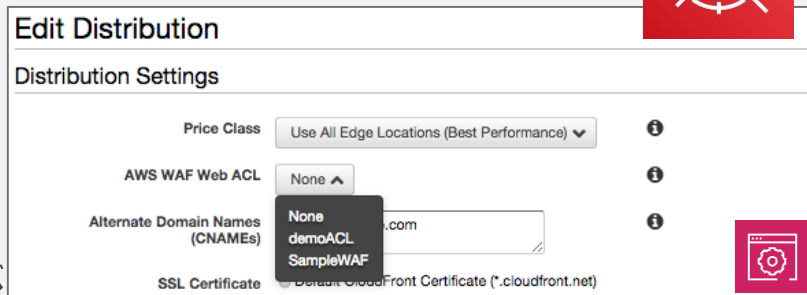 Edit Distribution
Distribution Settings
Price Class Use All Edge Locations (Best Performance)
AWS WAF Web ACL None
None
demoACL
SampleWAF
Alternate Domain Names
(CNAMEs) .com
SSL Certificate Default CloudFront Certificate (*.cloudfront.net)